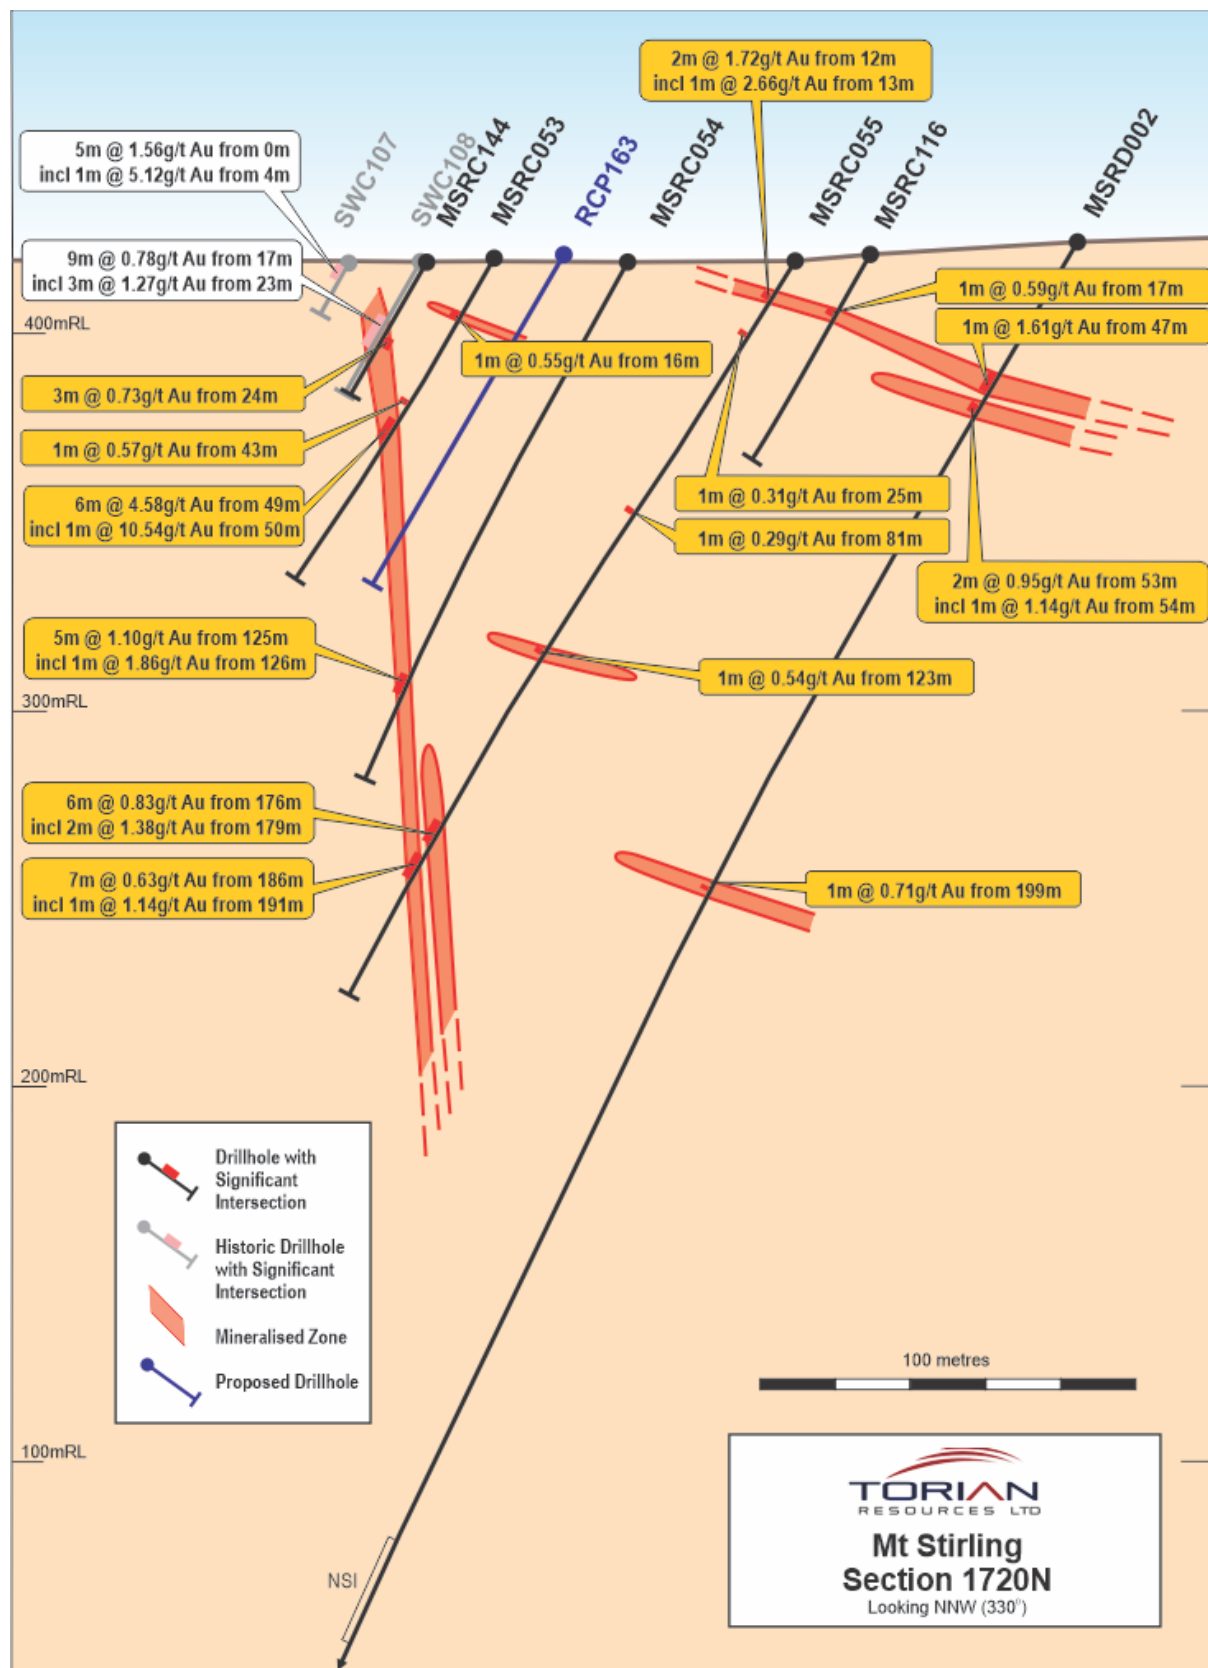 2m @ 1.72g/t Au from 12m
incl 1m @ 2.66g/t Au from 13m
5m @ 1.56g/t Au from 0m
incl 1m @ 5.12g/t Au from 4m
SWC107
SWC108
MSRC144
MSRC053
RCP163
MSRC054
MSRC055
MSRC116
MSRD002
9m @ 0.78g/t Au from 17m
incl 3m @ 1.27g/t Au from 23m
1m @ 0.59g/t Au from 17m
1m @ 1.61g/t Au from 47m
400mRL
1m @ 0.55g/t Au from 16m
3m @ 0.73g/t Au from 24m
1m @ 0.57g/t Au from 43m
6m @ 4.58g/t Au from 49m
incl 1m @ 10.54g/t Au from 50m
1m @ 0.31g/t Au from 25m
1m @ 0.29g/t Au from 81m
2m @ 0.95g/t Au from 53m
incl 1m @ 1.14g/t Au from 54m
5m @ 1.10g/t Au from 125m
incl 1m @ 1.86g/t Au from 126m
1m @ 0.54g/t Au from 123m
300mRL
6m @ 0.83g/t Au from 176m
incl 2m @ 1.38g/t Au from 179m
7m @ 0.63g/t Au from 186m
incl 1m @ 1.14g/t Au from 191m
1m @ 0.71g/t Au from 199m
200mRL
Drillhole with
Significant
Intersection
Historic Drillhole
with Significant
Intersection
Mineralised Zone
Proposed Drillhole
100 metres
100mRL
TORIAN
RESOURCES LTD
Mt Stirling
Section 1720N
Looking NNW (330°)
NSI